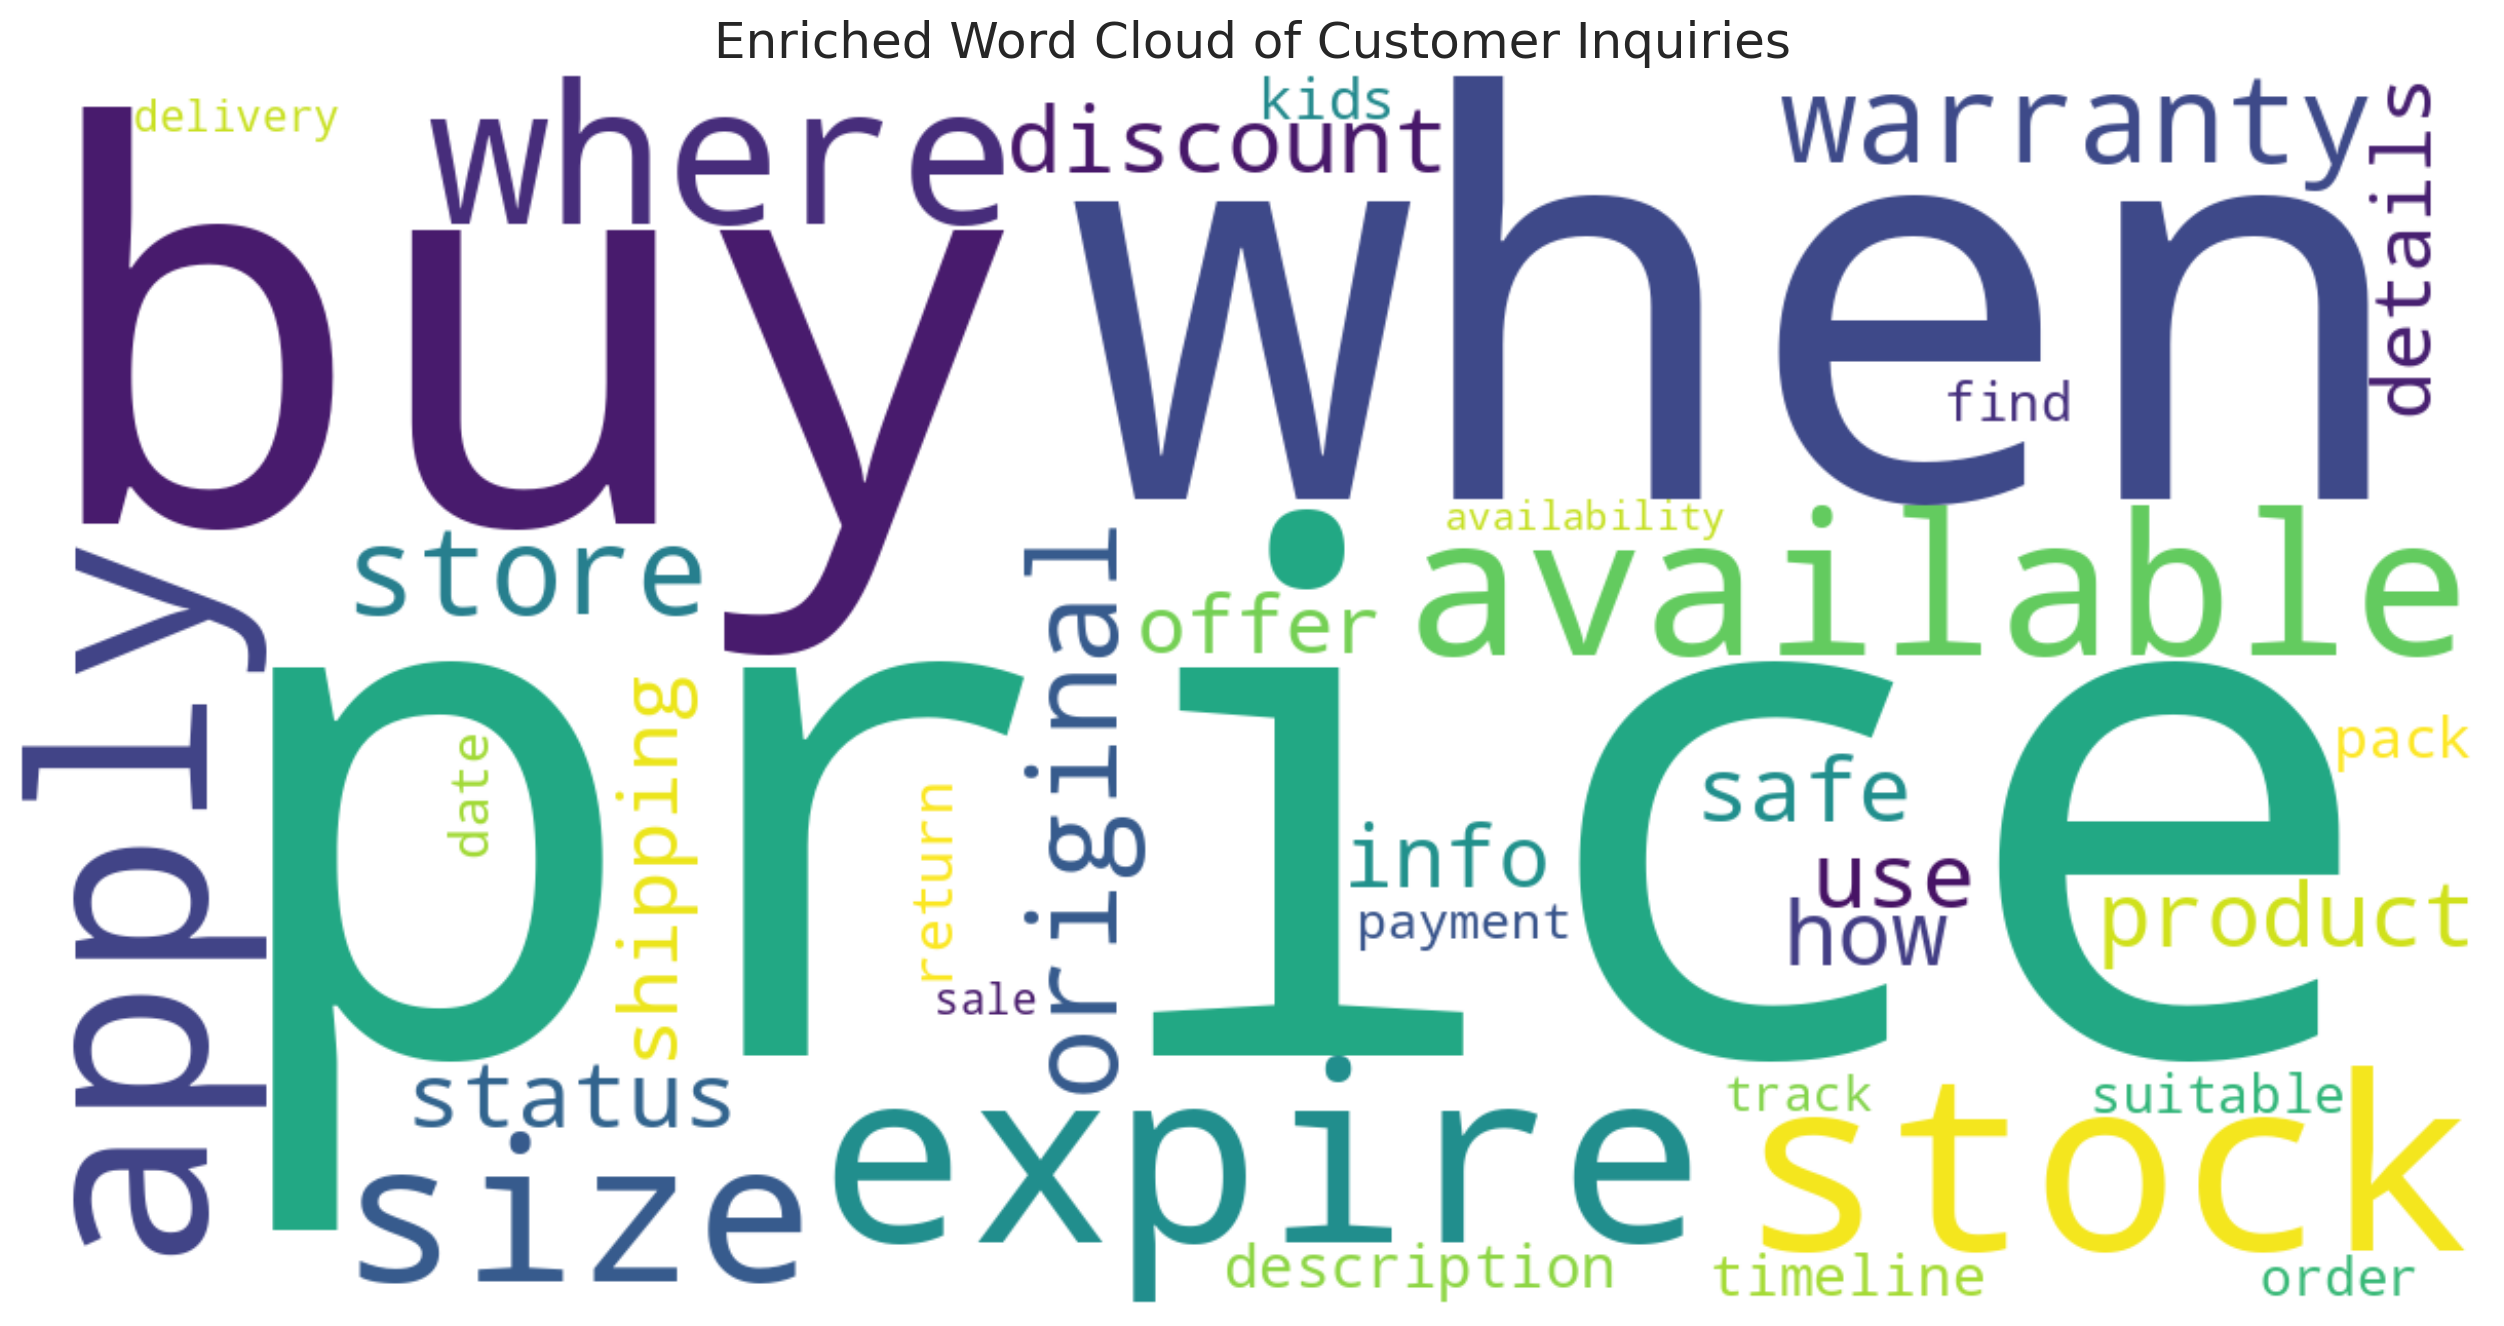 Enriched Word Cloud of Customer Inquiries
delivery
where
discount
kids
warranty
details
buy
when
find
store
availability
available
offer
original
apply
price
shipping
date
return
sale
info
payment
safe
use
how
pack
product
status
size
expire
track
suitable
stock
description
timeline
order